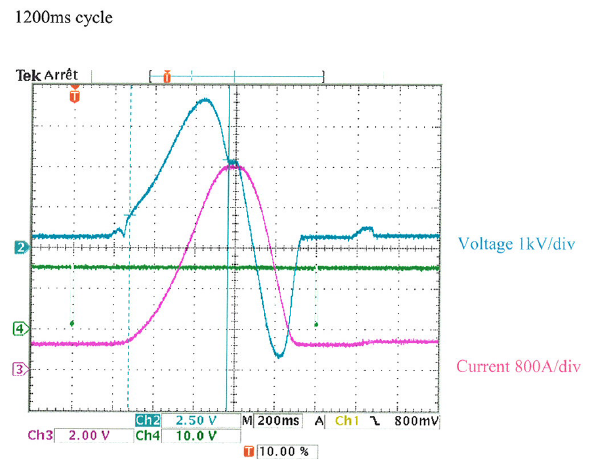 1200ms cycle
Tek Arrêt
T
T
2
Voltage 1kV/div
4
3
Current 800A/div
Ch2 2.50 V M 200ms A Ch1 800mV
Ch3 2.00 V Ch4 10.0 V
T 10.00 %